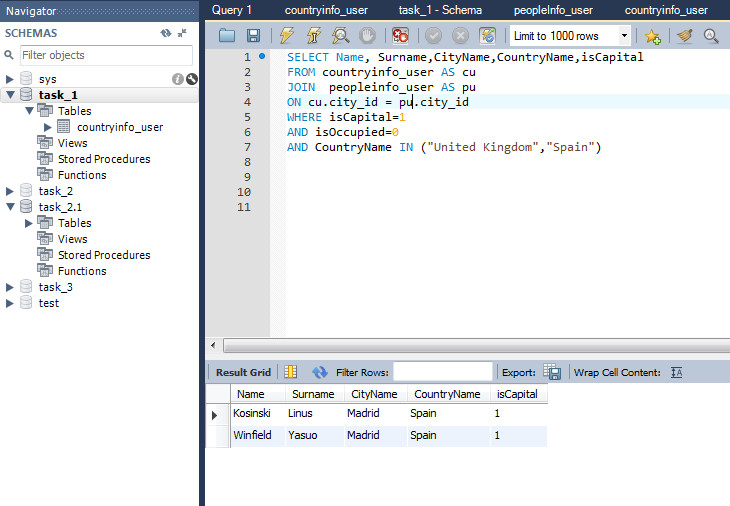 Navigator
SCHEMAS
Filter objects
sys
task_1
Tables
countryinfo_user
Views
Stored Procedures
Functions
task_2
task_2.1
Tables
Views
Stored Procedures
Functions
task_3
test
Query 1 countryinfo_user task_1 - Schema peopleInfo_user countryinfo_user
Limit to 1000 rows
1 SELECT Name, Surname,CityName,CountryName,isCapital
2 FROM countryinfo_user AS cu
3 JOIN  peopleinfo_user AS pu
4 ON cu.city_id = pu.city_id
5 WHERE isCapital=1
6 AND isOccupied=0
7 AND CountryName IN ("United Kingdom","Spain")
8
9
10
11
Result Grid Filter Rows: Export: Wrap Cell Content: IA
Name Surname CityName CountryName isCapital
Kosinski Linus Madrid Spain 1
Winfield Yasuo Madrid Spain 1